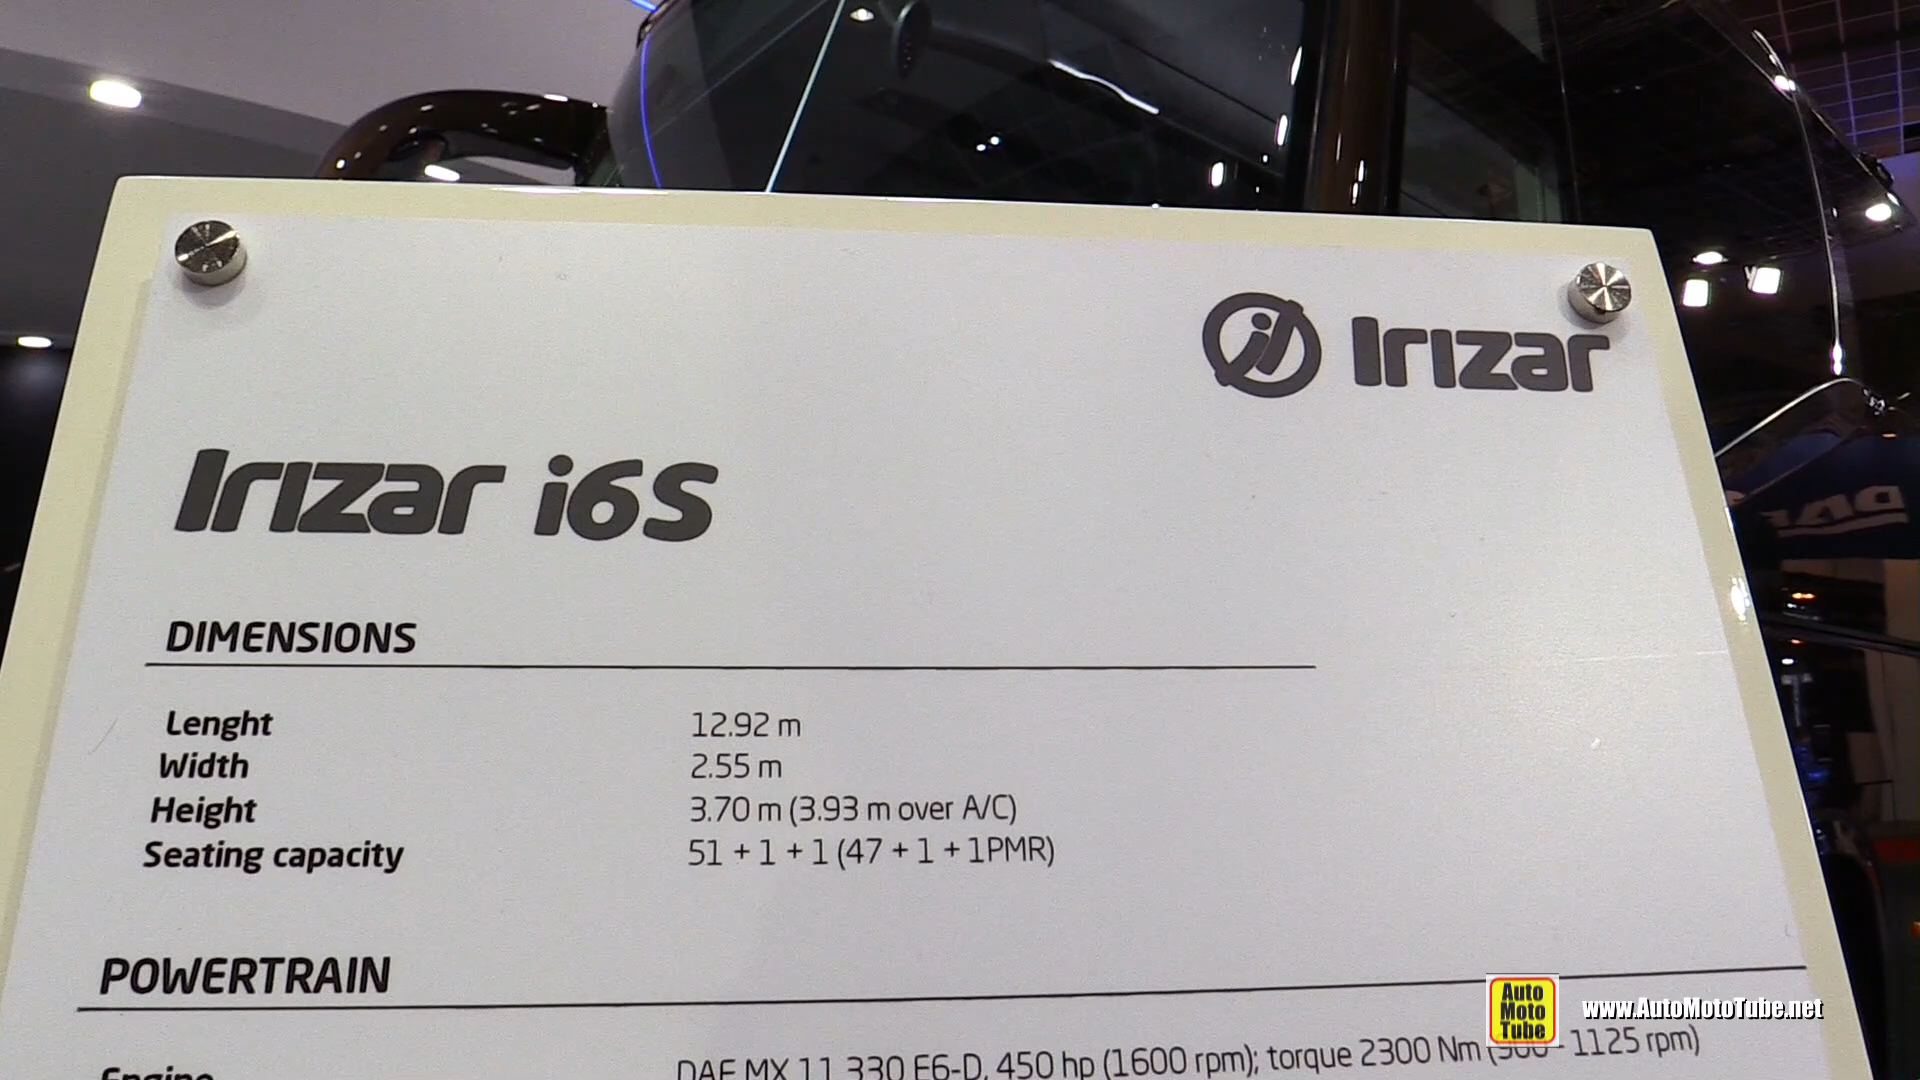 Irizar
Irizar i6S
DIMENSIONS
Lenght 12.92 m
Width 2.55 m
Height 3.70 m (3.93 m over A/C)
Seating capacity 51 + 1 + 1 (47 + 1 + 1PMR)
POWERTRAIN
Engine DAF MX 11 330 E6-D, 450 hp (1600 rpm); torque 2300 Nm ( - 1125 rpm)
Auto
Moto
Tube
www.AutoMotoTube.net